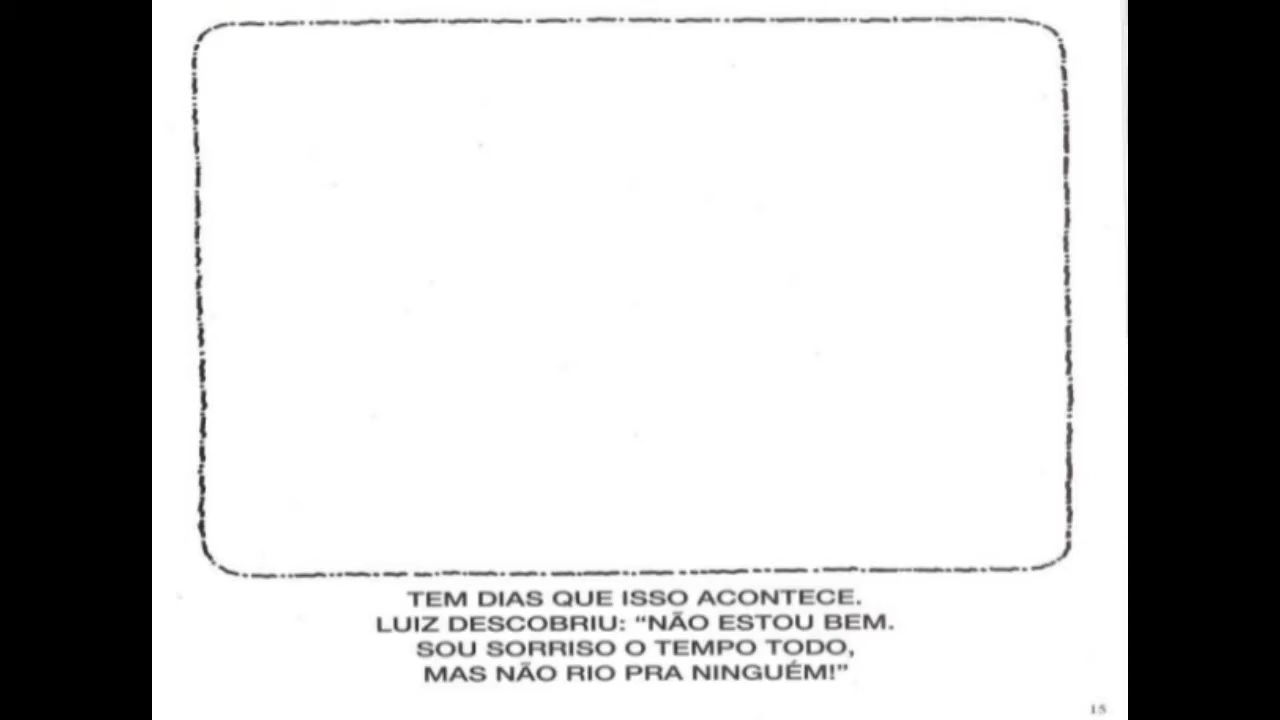 TEM DIAS QUE ISSO ACONTECE.
LUIZ DESCOBRIU: “NÃO ESTOU BEM.
SOU SORRISO O TEMPO TODO,
MAS NÃO RIO PRA NINGUÉM!”
15